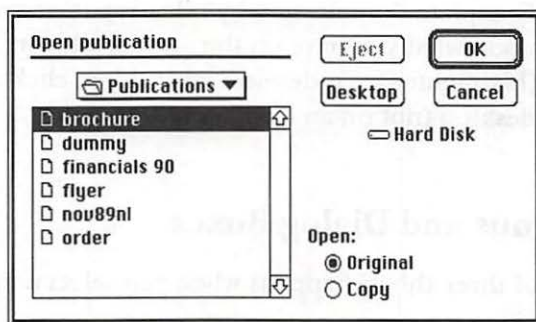 Open publication
Eject
OK
Publications
Desktop
Cancel
brochure
dummy
financials 90
flyer
nov89nl
order
Hard Disk
Open:
Original
Copy